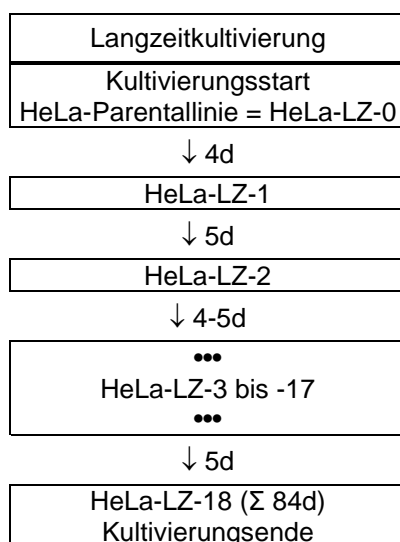 Langzeitkultivierung
Kultivierungsstart
HeLa-Parentallinie = HeLa-LZ-0
↓ 4d
HeLa-LZ-1
↓ 5d
HeLa-LZ-2
↓ 4-5d
•••
HeLa-LZ-3 bis -17
•••
↓ 5d
HeLa-LZ-18 (Σ 84d)
Kultivierungsende